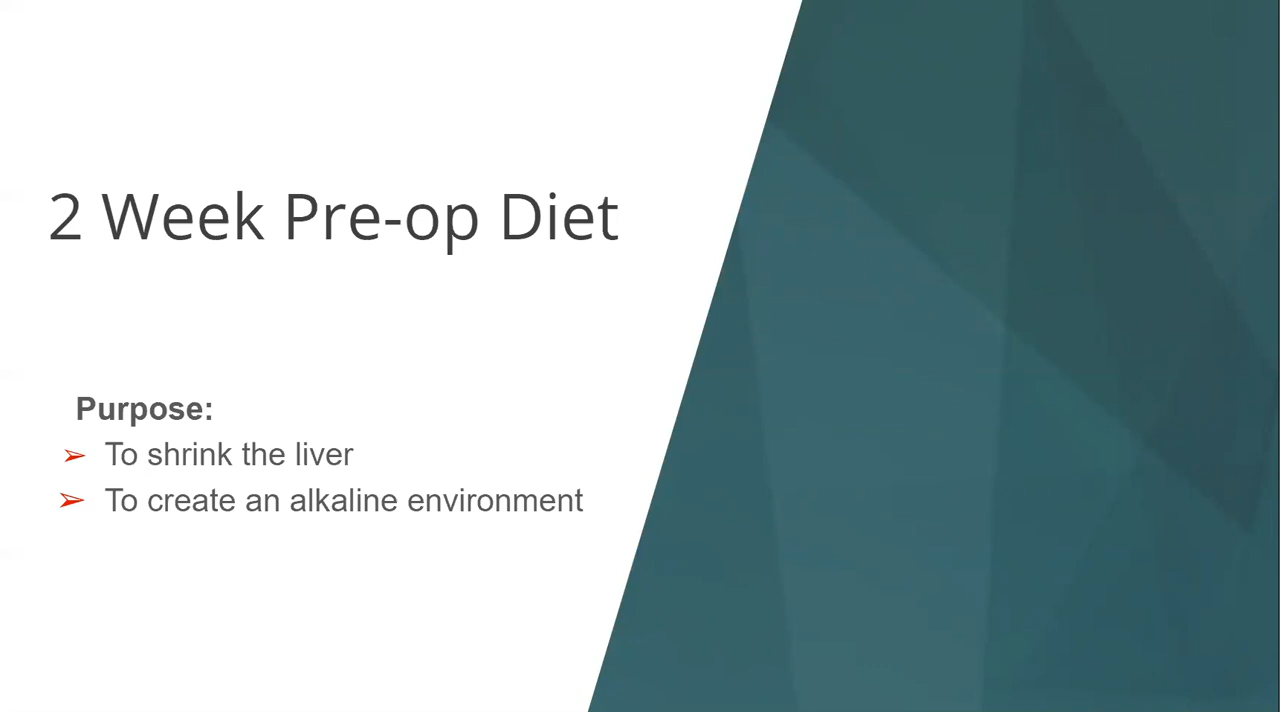 2 Week Pre-op Diet
Purpose:
➢ To shrink the liver
➢ To create an alkaline environment